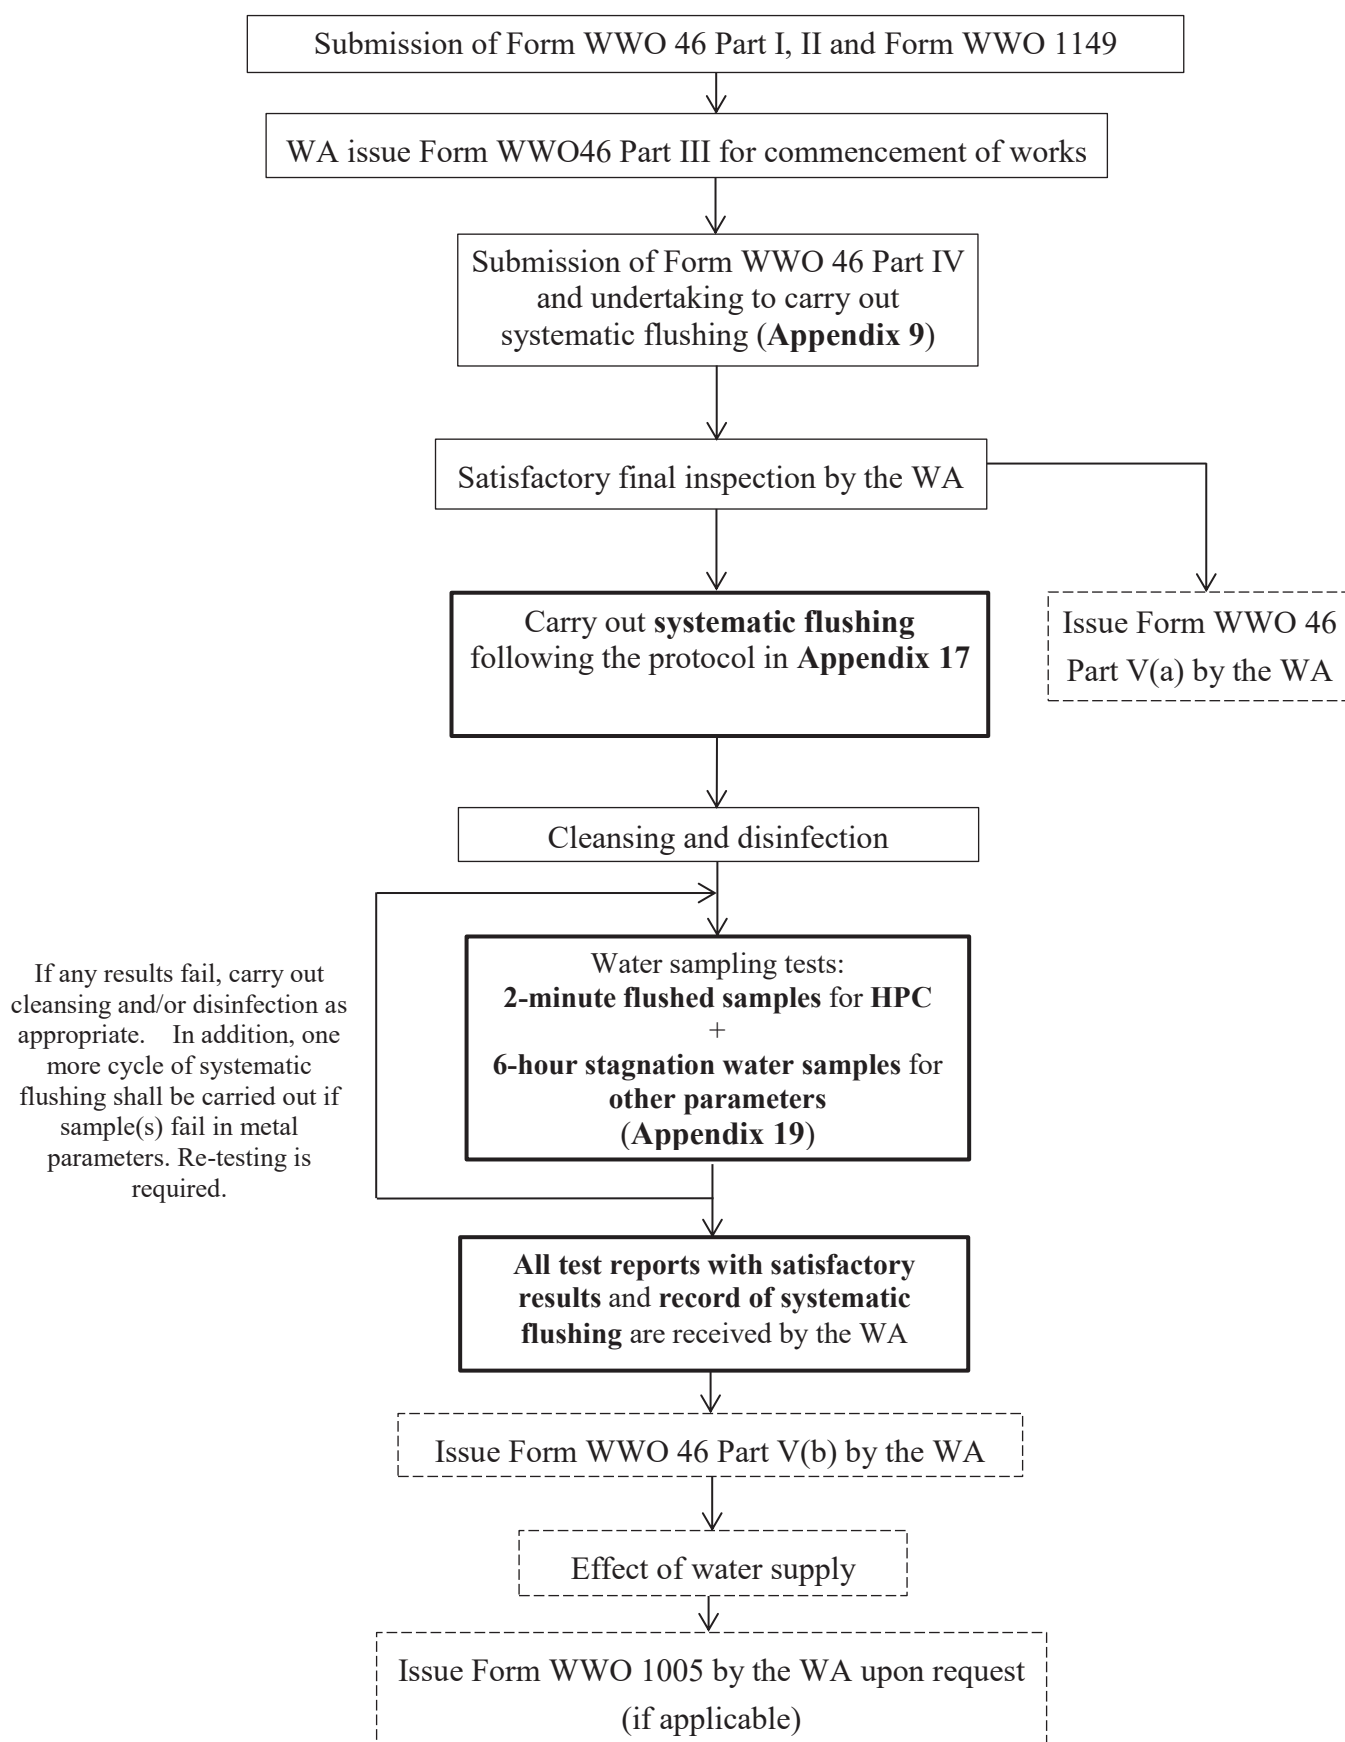 Submission of Form WWO 46 Part I, II and Form WWO 1149
WA issue Form WWO46 Part III for commencement of works
Submission of Form WWO 46 Part IV
and undertaking to carry out
systematic flushing (Appendix 9)
Satisfactory final inspection by the WA
Issue Form WWO 46
Part V(a) by the WA
Carry out systematic flushing
following the protocol in Appendix 17
Cleansing and disinfection
If any results fail, carry out
cleansing and/or disinfection as
appropriate. In addition, one
more cycle of systematic
flushing shall be carried out if
sample(s) fail in metal
parameters. Re-testing is
required.
Water sampling tests:
2-minute flushed samples for HPC
+
6-hour stagnation water samples for
other parameters
(Appendix 19)
All test reports with satisfactory
results and record of systematic
flushing are received by the WA
Issue Form WWO 46 Part V(b) by the WA
Effect of water supply
Issue Form WWO 1005 by the WA upon request
(if applicable)